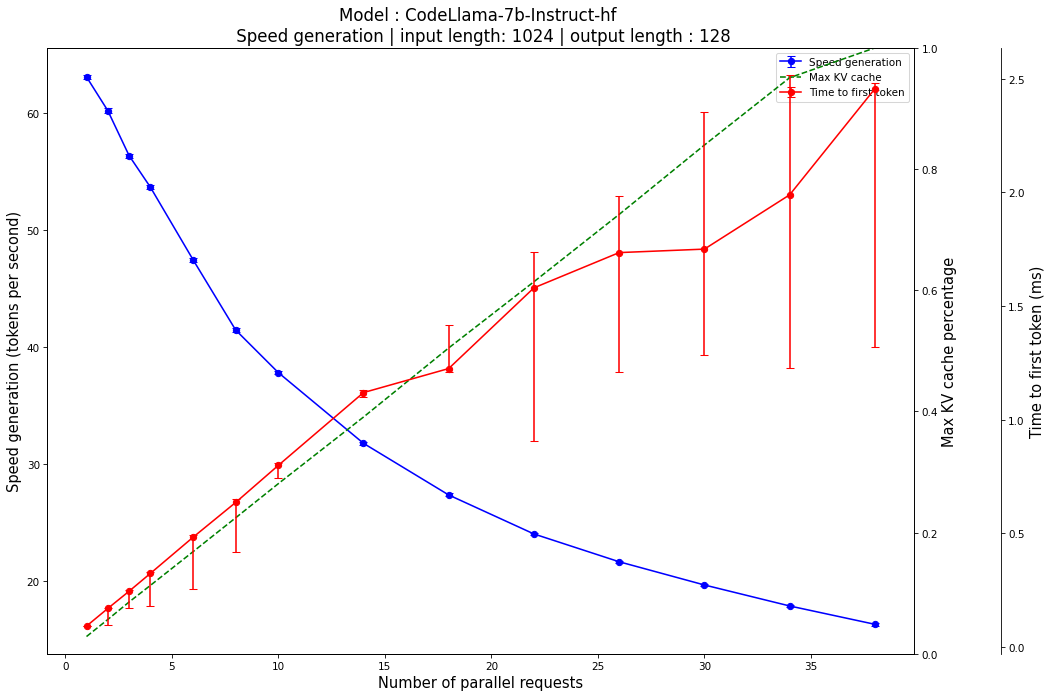 Model : CodeLlama-7b-Instruct-hf
Speed generation | input length: 1024 | output length : 128
Speed generation
Max KV cache
Time to first token
Speed generation (tokens per second)
60
50
40
30
20
0
5
10
15
20
25
30
35
Number of parallel requests
1.0
0.8
0.6
0.4
0.2
0.0
Max KV cache percentage
2.5
2.0
1.5
1.0
0.5
0.0
Time to first token (ms)